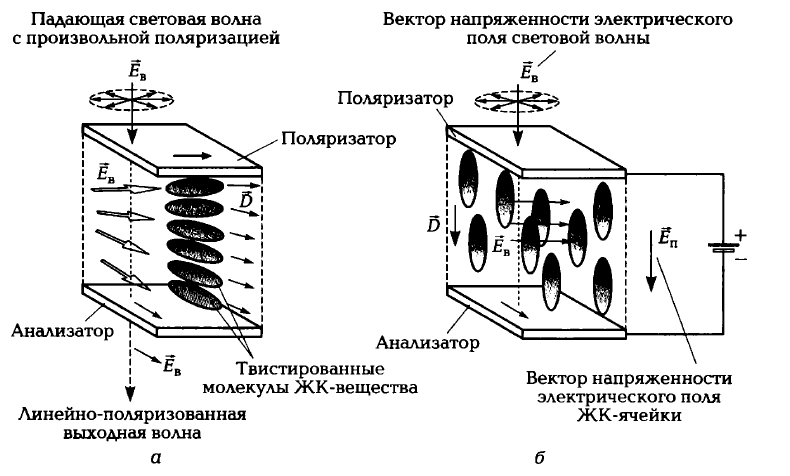 Падающая световая волна
с произвольной поляризацией
E⃗в
Поляризатор
E⃗в
D⃗
Анализатор
E⃗в
Твистированные
молекулы ЖК-вещества
Линейно-поляризованная
выходная волна
а
Вектор напряженности электрического
поля световой волны
E⃗в
Поляризатор
D⃗
E⃗в
E⃗п
+
−
Анализатор
Вектор напряженности
электрического поля
ЖК-ячейки
б